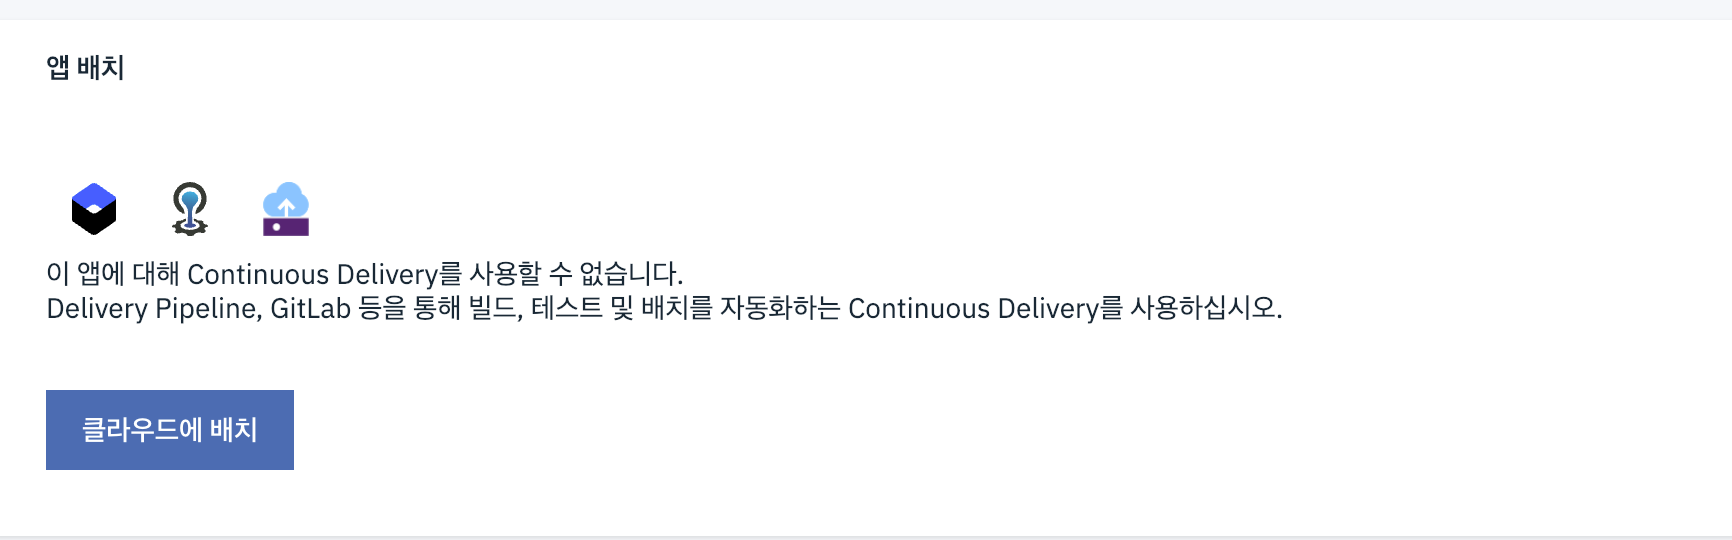 앱 배치
이 앱에 대해 Continuous Delivery를 사용할 수 없습니다.
Delivery Pipeline, GitLab 등을 통해 빌드, 테스트 및 배치를 자동화하는 Continuous Delivery를 사용하십시오.
클라우드에 배치